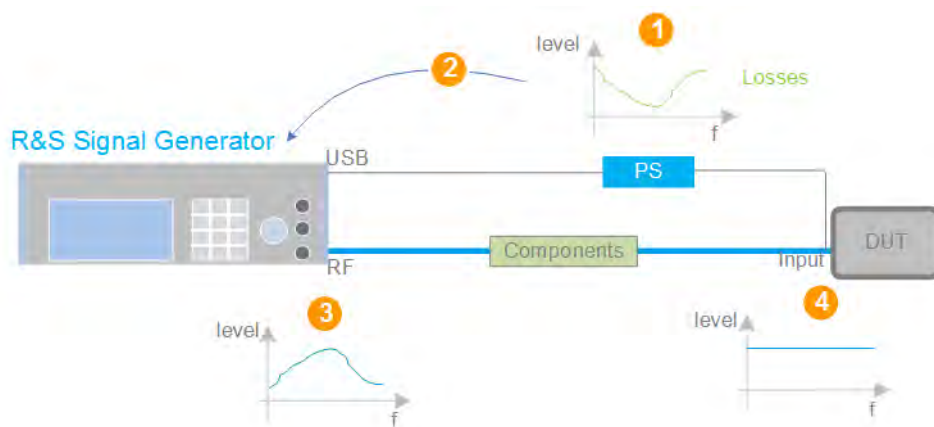 1
level
2
Losses
f
R&S Signal Generator
USB
PS
DUT
Components
Input
RF
3
4
level
level
f
f